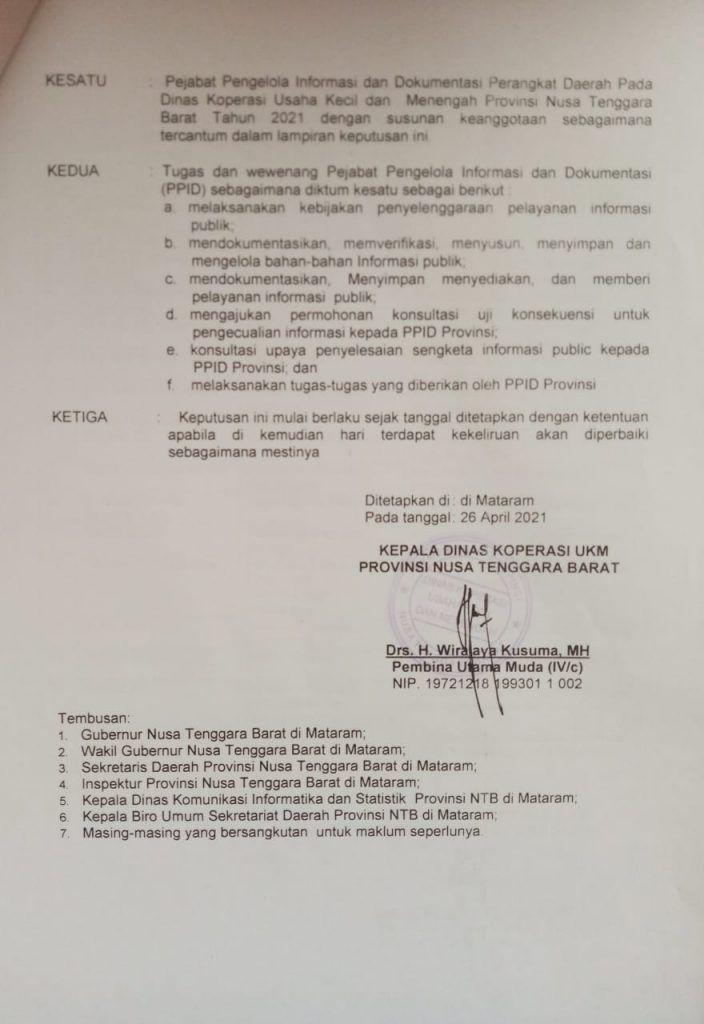 KESATU : Pejabat Pengelola Informasi dan Dokumentasi Perangkat Daerah Pada
Dinas Koperasi Usaha Kecil dan Menengah Provinsi Nusa Tenggara
Barat Tahun 2021 dengan susunan keanggotaan sebagaimana
tercantum dalam lampiran keputusan ini.
KEDUA : Tugas dan wewenang Pejabat Pengelola Informasi dan Dokumentasi
(PPID) sebagaimana diktum kesatu sebagai berikut :
a. melaksanakan kebijakan penyelenggaraan pelayanan informasi
publik;
b. mendokumentasikan, memverifikasi, menyusun, menyimpan dan
mengelola bahan-bahan Informasi publik;
c. mendokumentasikan, Menyimpan menyediakan, dan memberi
pelayanan informasi publik;
d. mengajukan permohonan konsultasi uji konsekuensi untuk
pengecualian informasi kepada PPID Provinsi;
e. konsultasi upaya penyelesaian sengketa informasi public kepada
PPID Provinsi; dan
f. melaksanakan tugas-tugas yang diberikan oleh PPID Provinsi
KETIGA : Keputusan ini mulai berlaku sejak tanggal ditetapkan dengan ketentuan
apabila di kemudian hari terdapat kekeliruan akan diperbaiki
sebagaimana mestinya
Ditetapkan di : di Mataram
Pada tanggal: 26 April 2021
KEPALA DINAS KOPERASI UKM
PROVINSI NUSA TENGGARA BARAT
DINAS KOPERASI
USAHA
DAN ME
NUSA
Drs. H. Wirajaya Kusuma, MH
Pembina Utama Muda (IV/c)
NIP. 19721218 199301 1 002
Tembusan:
1. Gubernur Nusa Tenggara Barat di Mataram;
2. Wakil Gubernur Nusa Tenggara Barat di Mataram;
3. Sekretaris Daerah Provinsi Nusa Tenggara Barat di Mataram;
4. Inspektur Provinsi Nusa Tenggara Barat di Mataram;
5. Kepala Dinas Komunikasi Informatika dan Statistik Provinsi NTB di Mataram;
6. Kepala Biro Umum Sekretariat Daerah Provinsi NTB di Mataram;
7. Masing-masing yang bersangkutan untuk maklum seperlunya.